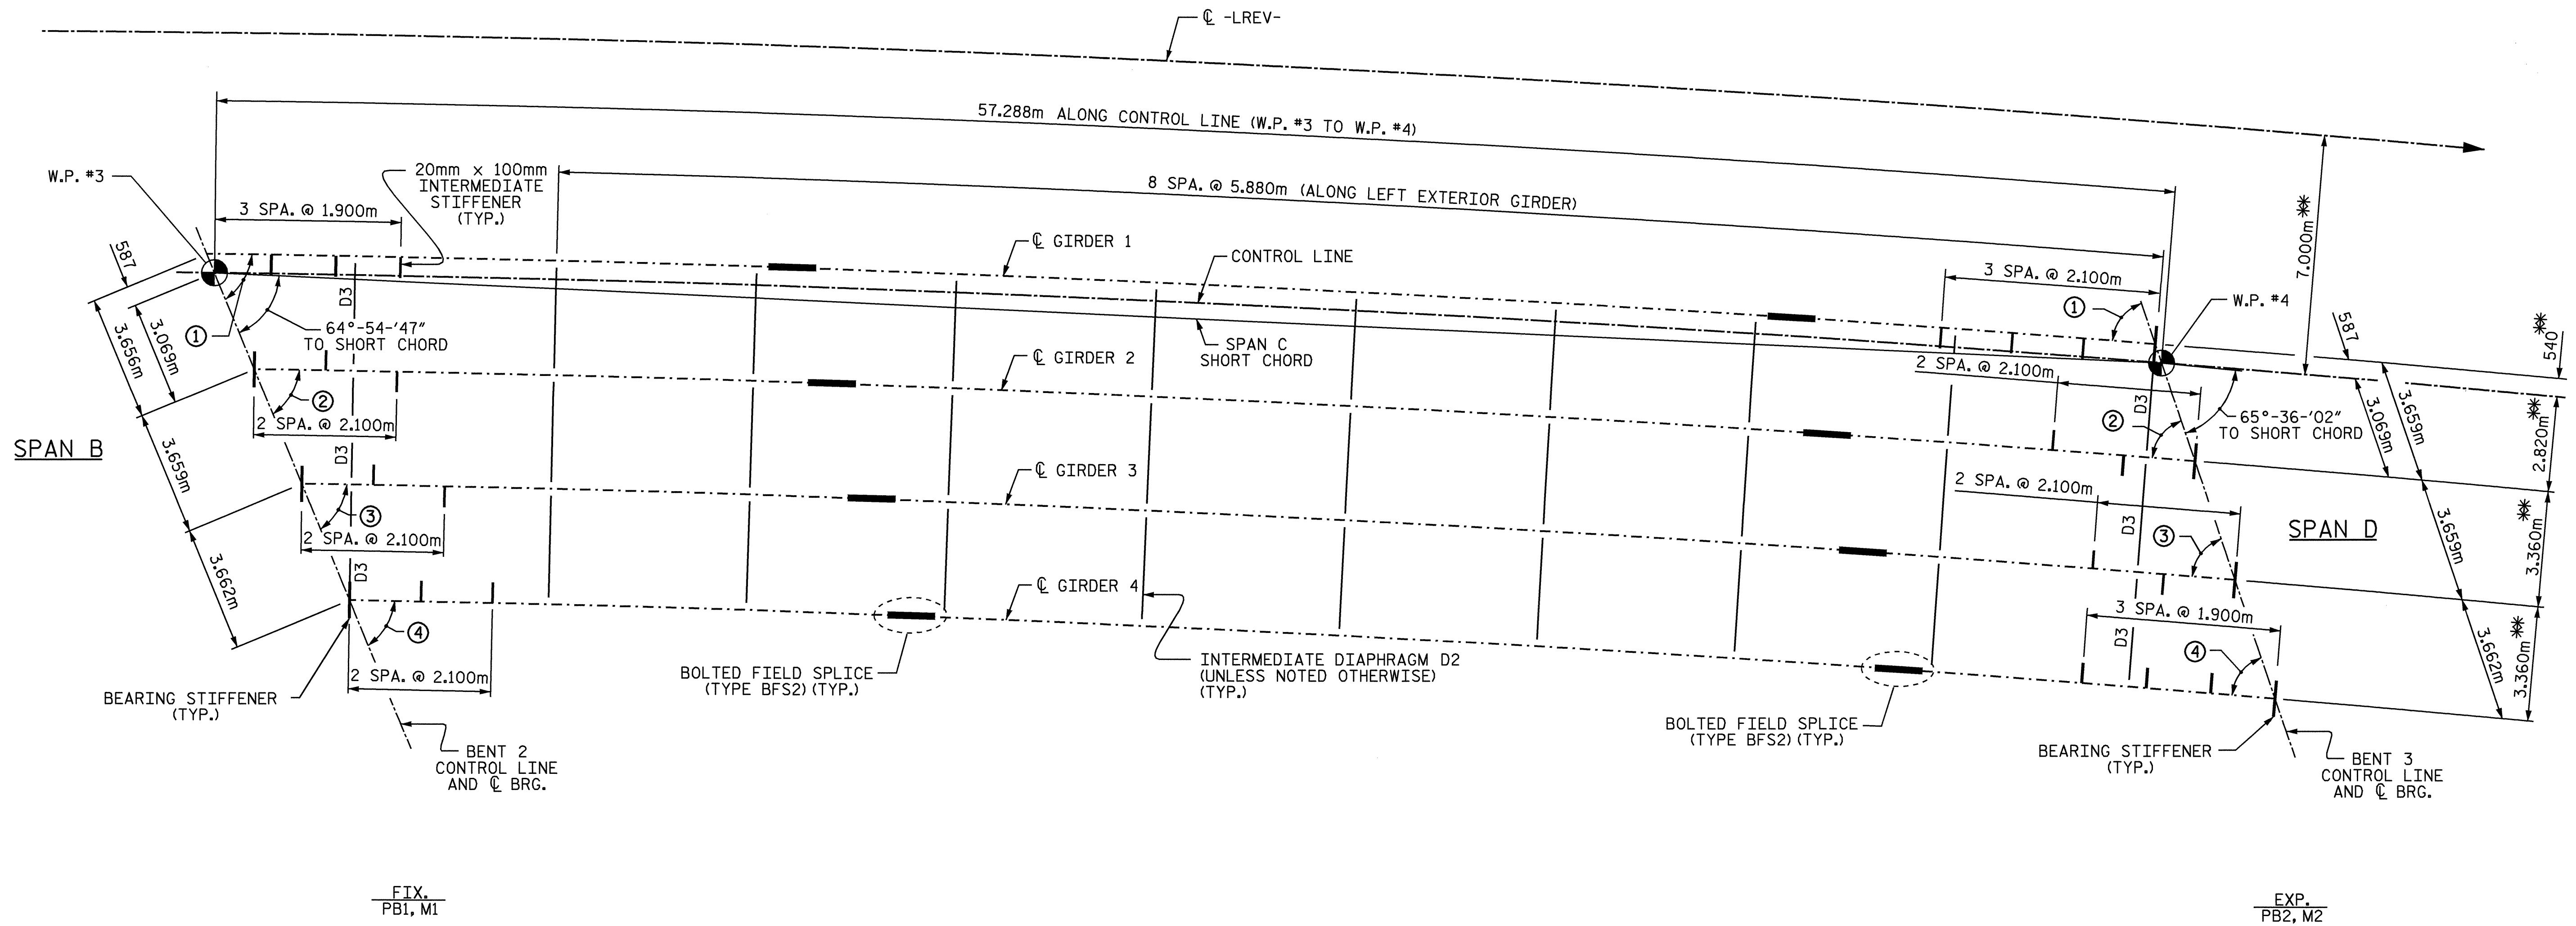 ℄ -LREV-
57.288m ALONG CONTROL LINE (W.P. #3 TO W.P. #4)
W.P. #3
20mm x 100mm
INTERMEDIATE
STIFFENER
(TYP.)
8 SPA. @ 5.880m (ALONG LEFT EXTERIOR GIRDER)
3 SPA. @ 1.900m
7.000m**
587
℄ GIRDER 1
CONTROL LINE
3 SPA. @ 2.100m
W.P. #4
D3
①
64°-54-'47"
TO SHORT CHORD
①
587
540
**
3.656m
3.069m
SPAN C
SHORT CHORD
℄ GIRDER 2
2 SPA. @ 2.100m
②
2 SPA. @ 2.100m
D3
②
65°-36-'02"
TO SHORT CHORD
3.069m
3.659m
2.820m
**
SPAN B
3.659m
D3
℄ GIRDER 3
2 SPA. @ 2.100m
③
2 SPA. @ 2.100m
D3
③
SPAN D
3.659m
3.360m
**
3.662m
D3
℄ GIRDER 4
④
2 SPA. @ 2.100m
3 SPA. @ 1.900m
D3
④
3.662m
3.360m
**
BEARING STIFFENER
(TYP.)
BOLTED FIELD SPLICE
(TYPE BFS2) (TYP.)
INTERMEDIATE DIAPHRAGM D2
(UNLESS NOTED OTHERWISE)
(TYP.)
BOLTED FIELD SPLICE
(TYPE BFS2) (TYP.)
BEARING STIFFENER
(TYP.)
BENT 2
CONTROL LINE
AND ℄ BRG.
BENT 3
CONTROL LINE
AND ℄ BRG.
FIX.
PB1, M1
EXP.
PB2, M2